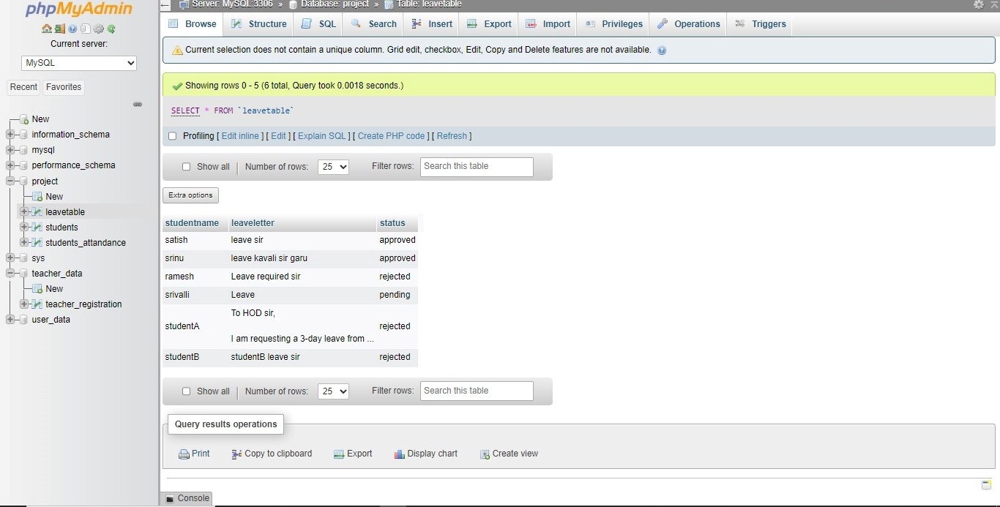 phpMyAdmin
Current server:
MySQL
Recent Favorites
New
information_schema
mysql
performance_schema
project
New
leavetable
students
students_attandance
sys
teacher_data
New
teacher_registration
user_data
Server: MySQL:3306 » Database: project » Table: leavetable
Browse Structure SQL Search Insert Export Import Privileges Operations Triggers
Current selection does not contain a unique column. Grid edit, checkbox, Edit, Copy and Delete features are not available.
Showing rows 0 - 5 (6 total, Query took 0.0018 seconds.)
SELECT * FROM `leavetable`
Profiling [ Edit inline ] [ Edit ] [ Explain SQL ] [ Create PHP code ] [ Refresh ]
Show all | Number of rows: 25 Filter rows: Search this table
Extra options
studentname leaveletter status
satish leave sir approved
srinu leave kavali sir garu approved
ramesh Leave required sir rejected
srivalli Leave pending
To HOD sir,
studentA rejected
I am requesting a 3-day leave from ...
studentB studentB leave sir rejected
Show all | Number of rows: 25 Filter rows: Search this table
Query results operations
Print Copy to clipboard Export Display chart Create view
Console